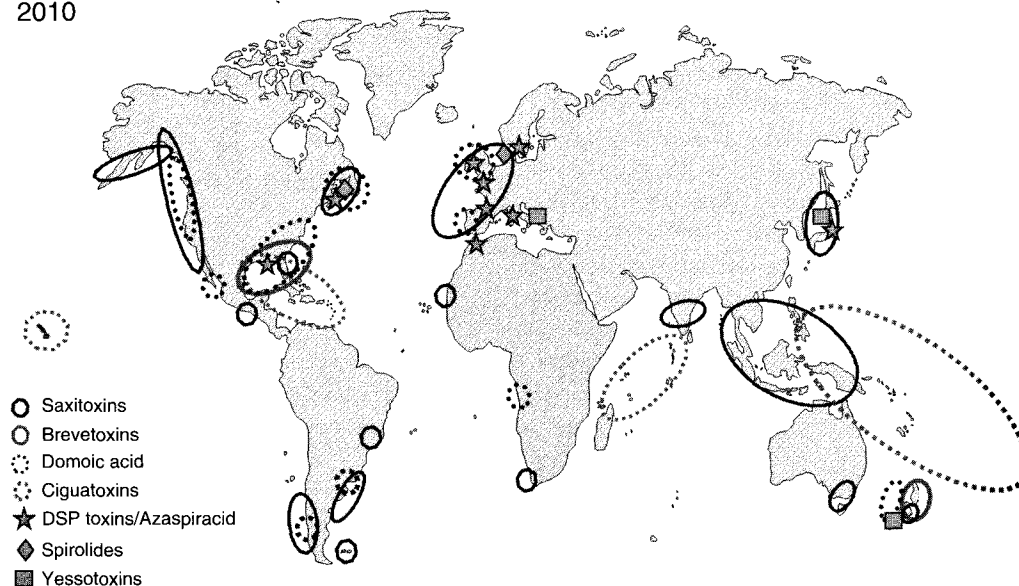 2010
Saxitoxins
Brevetoxins
Domoic acid
Ciguatoxins
DSP toxins/Azaspiracid
Spirolides
Yessotoxins